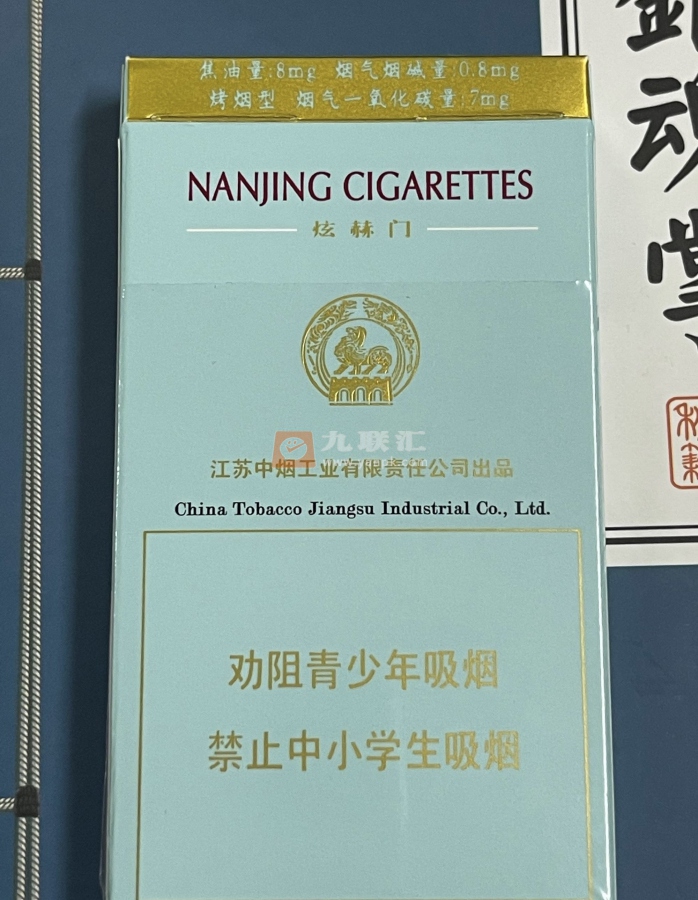 焦油量:8mg 烟气烟碱量:0.8mg
烤烟型 烟气一氧化碳量:7mg
NANJING CIGARETTES
炫赫门
九联汇
江苏中烟工业有限责任公司出品
China Tobacco Jiangsu Industrial Co., Ltd.
劝阻青少年吸烟
禁止中小学生吸烟
魂
堂